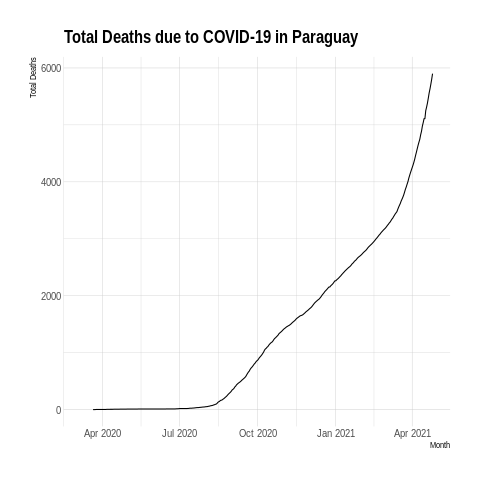 Total Deaths due to COVID-19 in Paraguay
Total Deaths
6000
4000
2000
0
Apr 2020 Jul 2020 Oct 2020 Jan 2021 Apr 2021
Month